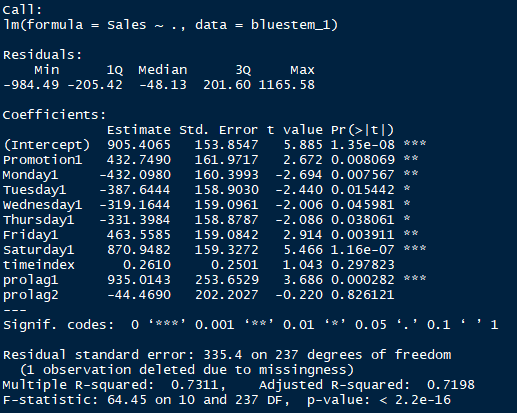 Call:
lm(formula = Sales ~ ., data = bluestem_1)
Residuals:
Min 1Q Median 3Q Max
-984.49 -205.42 -48.13 201.60 1165.58
Coefficients:
Estimate Std. Error t value Pr(>|t|)
(Intercept) 905.4065 153.8547 5.885 1.35e-08 ***
Promotion1 432.7490 161.9717 2.672 0.008069 **
Monday1 -432.0980 160.3993 -2.694 0.007567 **
Tuesday1 -387.6444 158.9030 -2.440 0.015442 *
Wednesday1 -319.1644 159.0961 -2.006 0.045981 *
Thursday1 -331.3984 158.8787 -2.086 0.038061 *
Friday1 463.5585 159.0842 2.914 0.003911 **
Saturday1 870.9482 159.3272 5.466 1.16e-07 ***
timeindex 0.2610 0.2501 1.043 0.297823
prolag1 935.0143 253.6529 3.686 0.000282 ***
prolag2 -44.4690 202.2027 -0.220 0.826121
---
Signif. codes: 0 ‘***’ 0.001 ‘**’ 0.01 ‘*’ 0.05 ‘.’ 0.1 ‘ ’ 1
Residual standard error: 335.4 on 237 degrees of freedom
(1 observation deleted due to missingness)
Multiple R-squared: 0.7311, Adjusted R-squared: 0.7198
F-statistic: 64.45 on 10 and 237 DF, p-value: < 2.2e-16